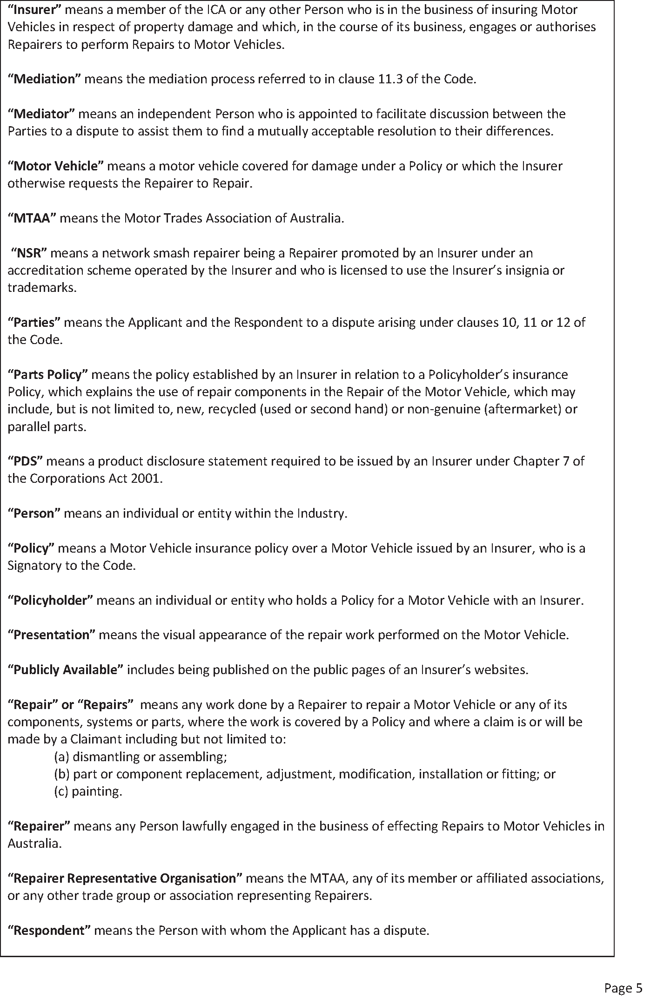 “Insurer” means a member of the ICA or any other Person who is in the business of insuring Motor
Vehicles in respect of property damage and which, in the course of its business, engages or authorises
Repairers to perform Repairs to Motor Vehicles.
“Mediation” means the mediation process referred to in clause 11.3 of the Code.
“Mediator” means an independent Person who is appointed to facilitate discussion between the
Parties to a dispute to assist them to find a mutually acceptable resolution to their differences.
“Motor Vehicle” means a motor vehicle covered for damage under a Policy or which the Insurer
otherwise requests the Repairer to Repair.
“MTAA” means the Motor Trades Association of Australia.
“NSR” means a network smash repairer being a Repairer promoted by an Insurer under an
accreditation scheme operated by the Insurer and who is licensed to use the Insurer’s insignia or
trademarks.
“Parties” means the Applicant and the Respondent to a dispute arising under clauses 10, 11 or 12 of
the Code.
“Parts Policy” means the policy established by an Insurer in relation to a Policyholder’s insurance
Policy, which explains the use of repair components in the Repair of the Motor Vehicle, which may
include, but is not limited to, new, recycled (used or second hand) or non-genuine (aftermarket) or
parallel parts.
“PDS” means a product disclosure statement required to be issued by an Insurer under Chapter 7 of
the Corporations Act 2001.
“Person” means an individual or entity within the Industry.
“Policy” means a Motor Vehicle insurance policy over a Motor Vehicle issued by an Insurer, who is a
Signatory to the Code.
“Policyholder” means an individual or entity who holds a Policy for a Motor Vehicle with an Insurer.
“Presentation” means the visual appearance of the repair work performed on the Motor Vehicle.
“Publicly Available” includes being published on the public pages of an Insurer’s websites.
“Repair” or “Repairs” means any work done by a Repairer to repair a Motor Vehicle or any of its
components, systems or parts, where the work is covered by a Policy and where a claim is or will be
made by a Claimant including but not limited to:
(a) dismantling or assembling;
(b) part or component replacement, adjustment, modification, installation or fitting; or
(c) painting.
“Repairer” means any Person lawfully engaged in the business of effecting Repairs to Motor Vehicles in
Australia.
“Repairer Representative Organisation” means the MTAA, any of its member or affiliated associations,
or any other trade group or association representing Repairers.
“Respondent” means the Person with whom the Applicant has a dispute.
Page 5